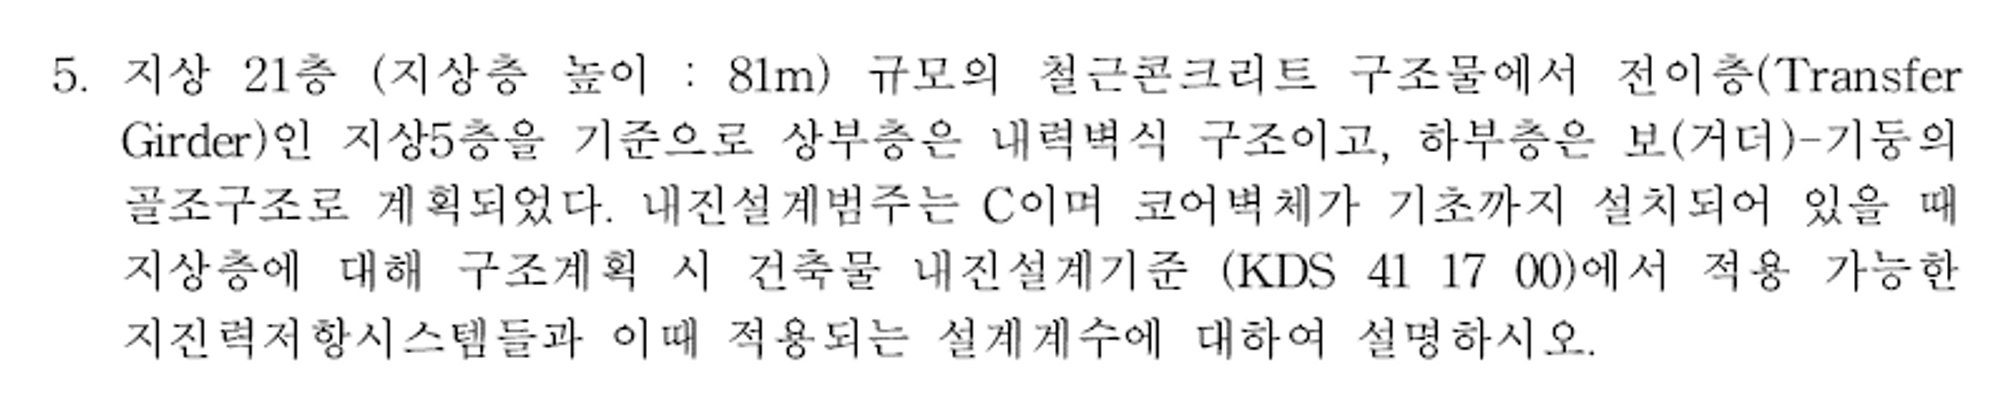 5. 지상 21층 (지상층 높이 : 81m) 규모의 철근콘크리트 구조물에서 전이층(Transfer
Girder)인 지상5층을 기준으로 상부층은 내력벽식 구조이고, 하부층은 보(거더)-기둥의
골조구조로 계획되었다. 내진설계범주는 C이며 코어벽체가 기초까지 설치되어 있을 때
지상층에 대해 구조계획 시 건축물 내진설계기준 (KDS 41 17 00)에서 적용 가능한
지진력저항시스템들과 이때 적용되는 설계계수에 대하여 설명하시오.